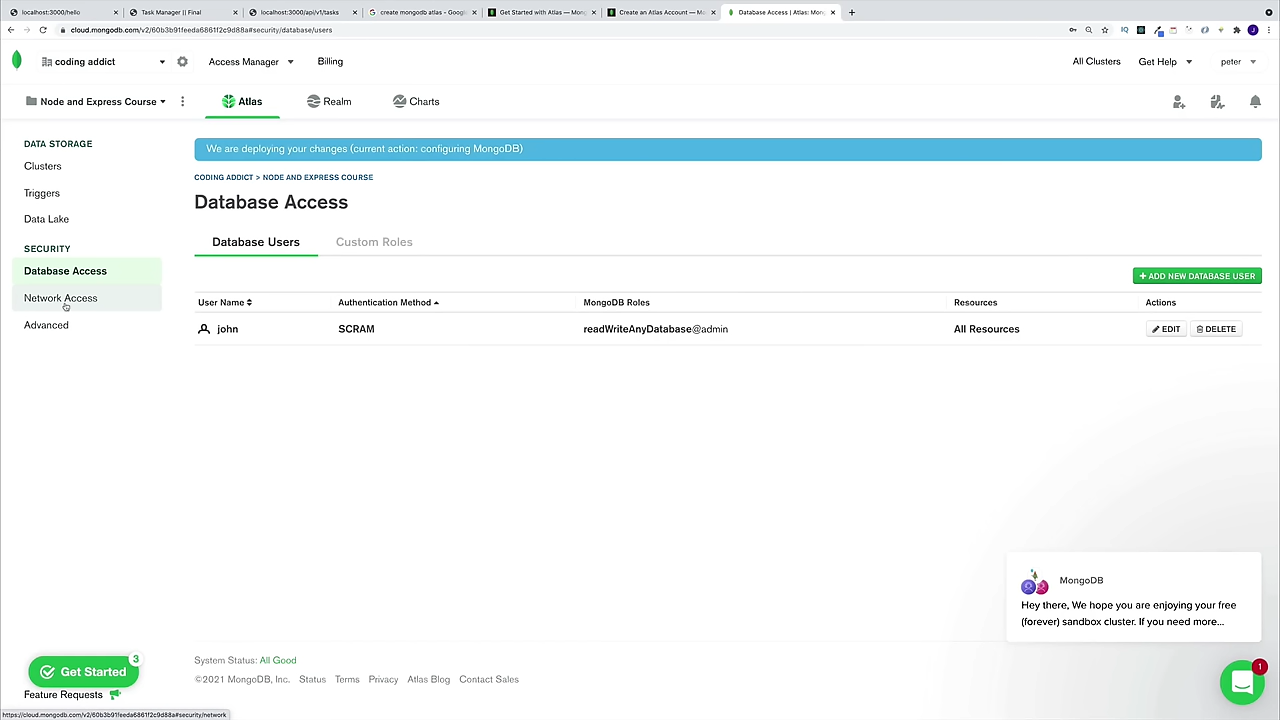 localhost:3000/hello
Task Manager || Final
localhost:3000/api/v1/tasks
create mongodb atlas - Googl
Get Started with Atlas — Mon
Create an Atlas Account — M
Database Access | Atlas: Mong
cloud.mongodb.com/v2/60b3b91feeda6861f2c9d88a#security/database/users
coding addict
Access Manager
Billing
All Clusters
Get Help
peter
Node and Express Course
Atlas
Realm
Charts
DATA STORAGE
Clusters
Triggers
Data Lake
SECURITY
Database Access
Network Access
Advanced
We are deploying your changes (current action: configuring MongoDB)
CODING ADDICT > NODE AND EXPRESS COURSE
Database Access
Database Users
Custom Roles
+ ADD NEW DATABASE USER
User Name
Authentication Method
MongoDB Roles
Resources
Actions
john
SCRAM
readWriteAnyDatabase@admin
All Resources
EDIT
DELETE
MongoDB
Hey there, We hope you are enjoying your free
(forever) sandbox cluster. If you need more...
1
Get Started
3
Feature Requests
System Status: All Good
©2021 MongoDB, Inc.
Status
Terms
Privacy
Atlas Blog
Contact Sales
https://cloud.mongodb.com/v2/60b3b91feeda6861f2c9d88a#security/network